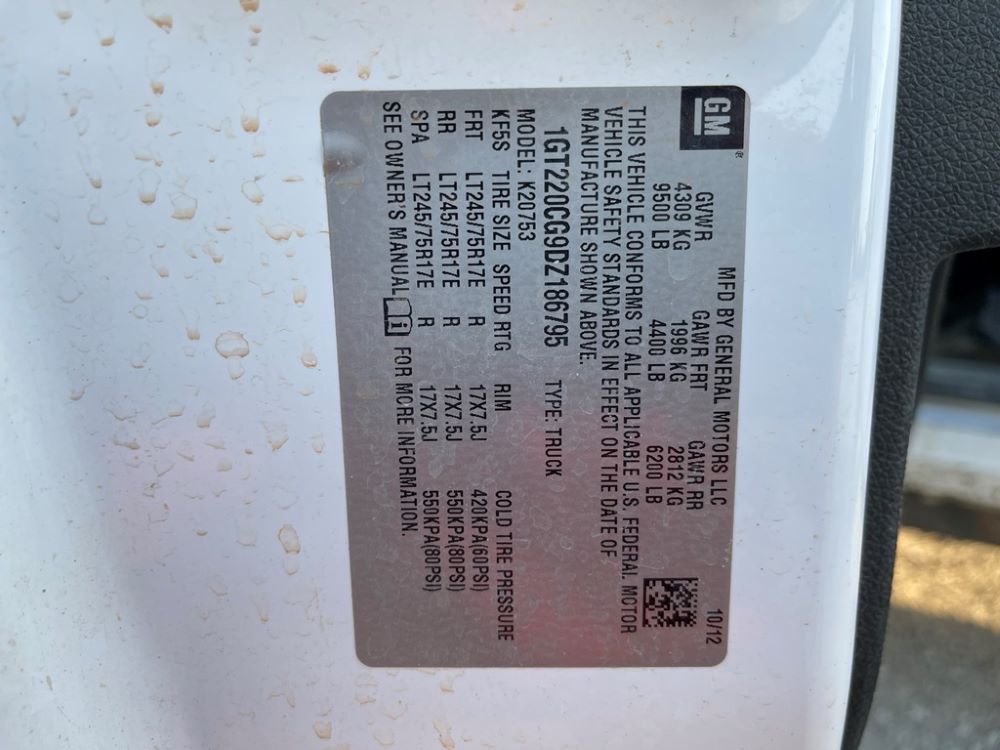 GM®
MFD BY GENERAL MOTORS LLC 10/12
GVWR GAWR FRT GAWR RR
4309 KG 1996 KG 2812 KG
9500 LB 4400 LB 6200 LB
THIS VEHICLE CONFORMS TO ALL APPLICABLE U.S. FEDERAL MOTOR
VEHICLE SAFETY STANDARDS IN EFFECT ON THE DATE OF
MANUFACTURE SHOWN ABOVE.
1GT220CG9DZ186795 TYPE: TRUCK
MODEL: K20753
KF5S TIRE SIZE SPEED RTG RIM COLD TIRE PRESSURE
FRT LT245/75R17E R 17X7.5J 420KPA(60PSI)
RR LT245/75R17E R 17X7.5J 550KPA(80PSI)
SPA LT245/75R17E R 17X7.5J 550KPA(80PSI)
SEE OWNER'S MANUAL i FOR MORE INFORMATION.